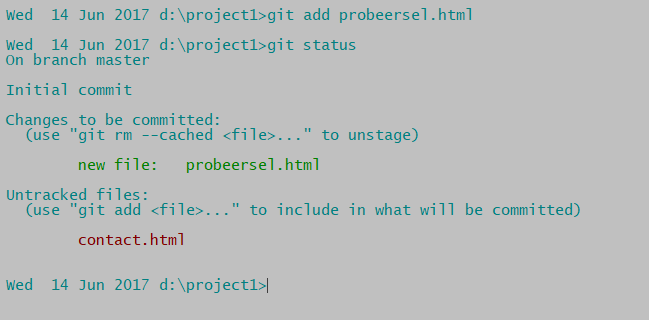 Wed  14 Jun 2017 d:\project1>git add probeersel.html
Wed  14 Jun 2017 d:\project1>git status
On branch master
Initial commit
Changes to be committed:
  (use "git rm --cached <file>..." to unstage)
        new file:   probeersel.html
Untracked files:
  (use "git add <file>..." to include in what will be committed)
        contact.html
Wed  14 Jun 2017 d:\project1>